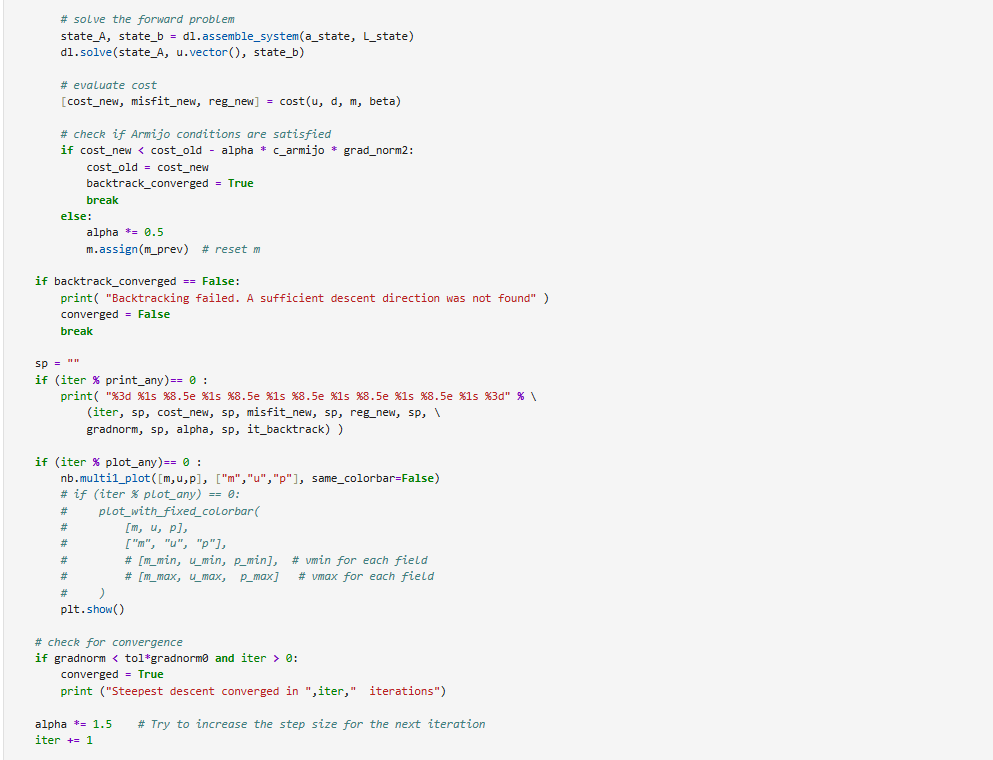 # solve the forward problem
state_A, state_b = dl.assemble_system(a_state, L_state)
dl.solve(state_A, u.vector(), state_b)
# evaluate cost
[cost_new, misfit_new, reg_new] = cost(u, d, m, beta)
# check if Armijo conditions are satisfied
if cost_new < cost_old - alpha * c_armijo * grad_norm2:
cost_old = cost_new
backtrack_converged = True
break
else:
alpha *= 0.5
m.assign(m_prev)  # reset m
if backtrack_converged == False:
print( "Backtracking failed. A sufficient descent direction was not found" )
converged = False
break
sp = ""
if (iter % print_any)== 0 :
print( "%3d %1s %8.5e %1s %8.5e %1s %8.5e %1s %8.5e %1s %8.5e %1s %3d" % \
(iter, sp, cost_new, sp, misfit_new, sp, reg_new, sp, \
gradnorm, sp, alpha, sp, it_backtrack) )
if (iter % plot_any)== 0 :
nb.multi1_plot([m,u,p], ["m","u","p"], same_colorbar=False)
# if (iter % plot_any) == 0:
#     plot_with_fixed_colorbar(
#         [m, u, p],
#         ["m", "u", "p"],
#         # [m_min, u_min, p_min],  # vmin for each field
#         # [m_max, u_max,  p_max]   # vmax for each field
#     )
plt.show()
# check for convergence
if gradnorm < tol*gradnorm0 and iter > 0:
converged = True
print ("Steepest descent converged in ",iter,"  iterations")
alpha *= 1.5    # Try to increase the step size for the next iteration
iter += 1